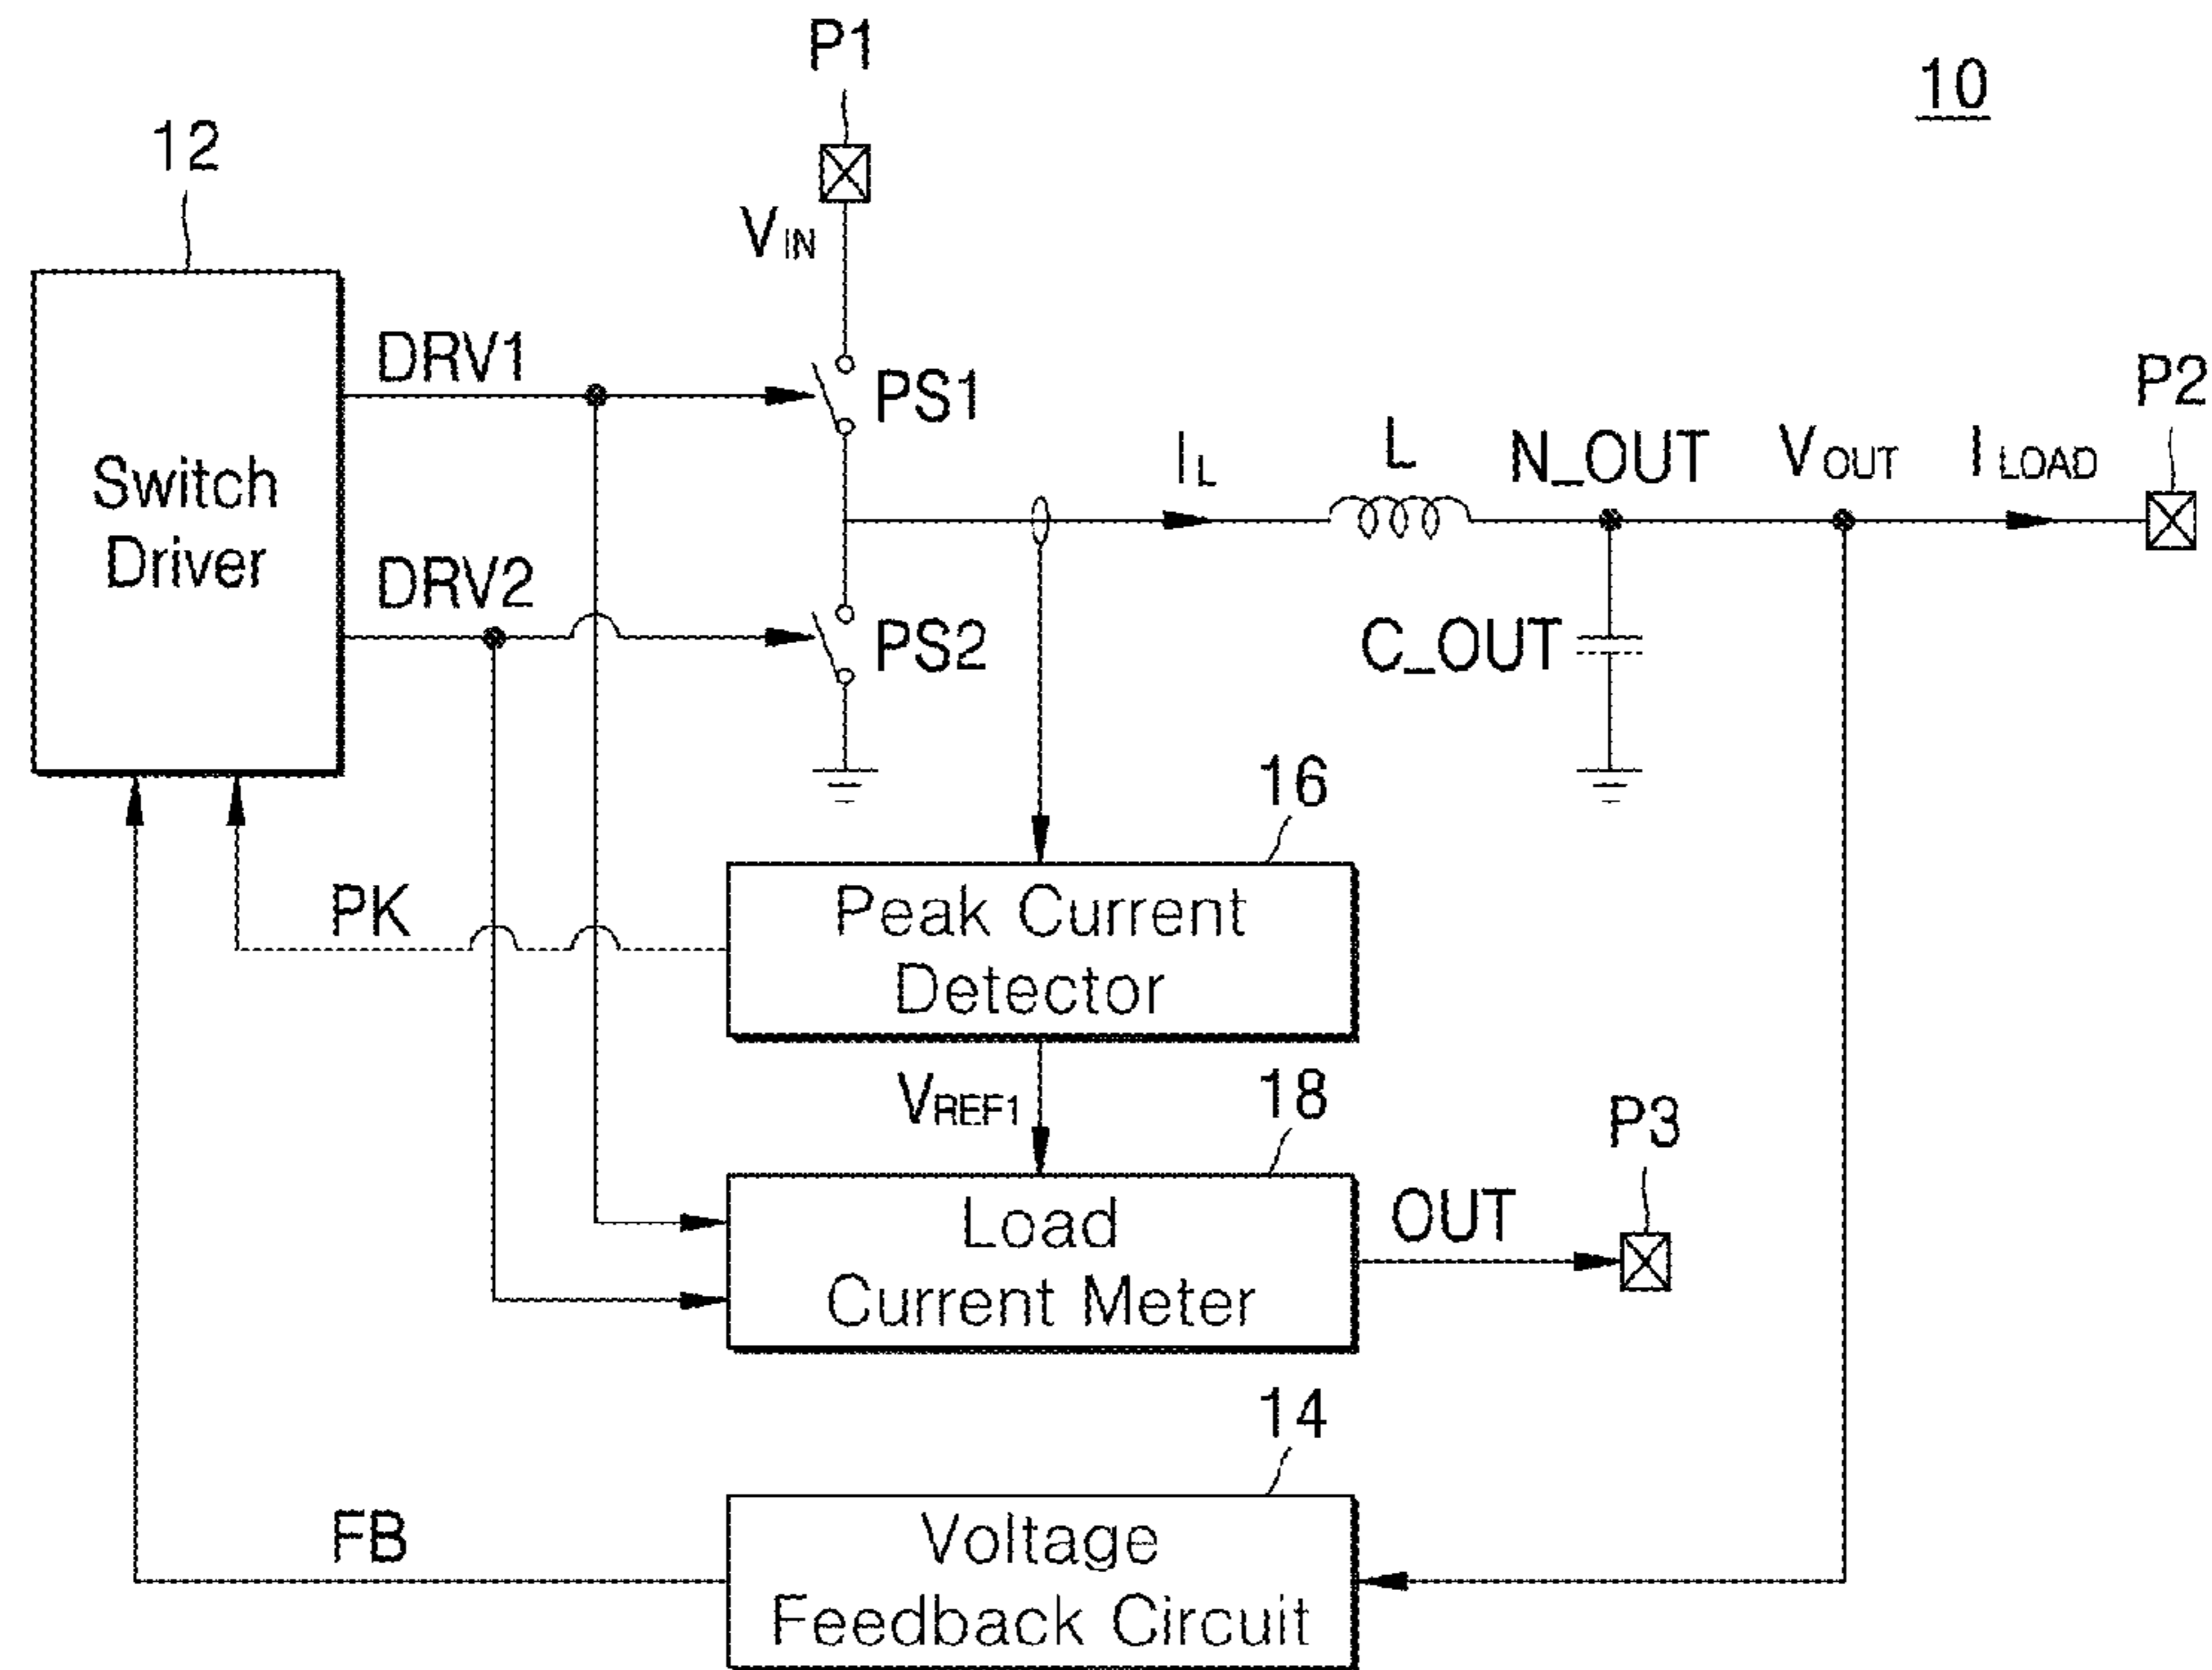 P1
10
12
VIN
DRV1
PS1
P2
Switch
Driver
IL
L
N_OUT
VOUT
ILOAD
DRV2
PS2
C_OUT
16
PK
Peak Current
Detector
VREF1
18
P3
Load
Current Meter
OUT
14
FB
Voltage
Feedback Circuit